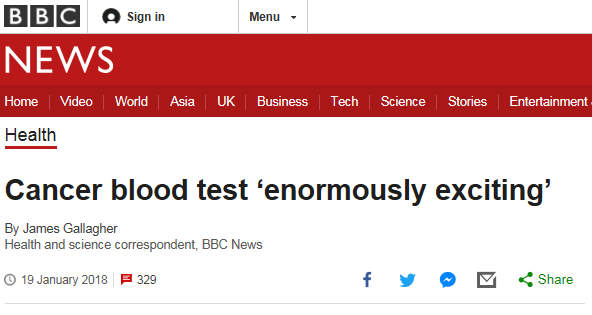 BBC Sign in Menu
NEWS
Home Video World Asia UK Business Tech Science Stories Entertainment
Health
Cancer blood test ‘enormously exciting’
By James Gallagher
Health and science correspondent, BBC News
19 January 2018 329 Share